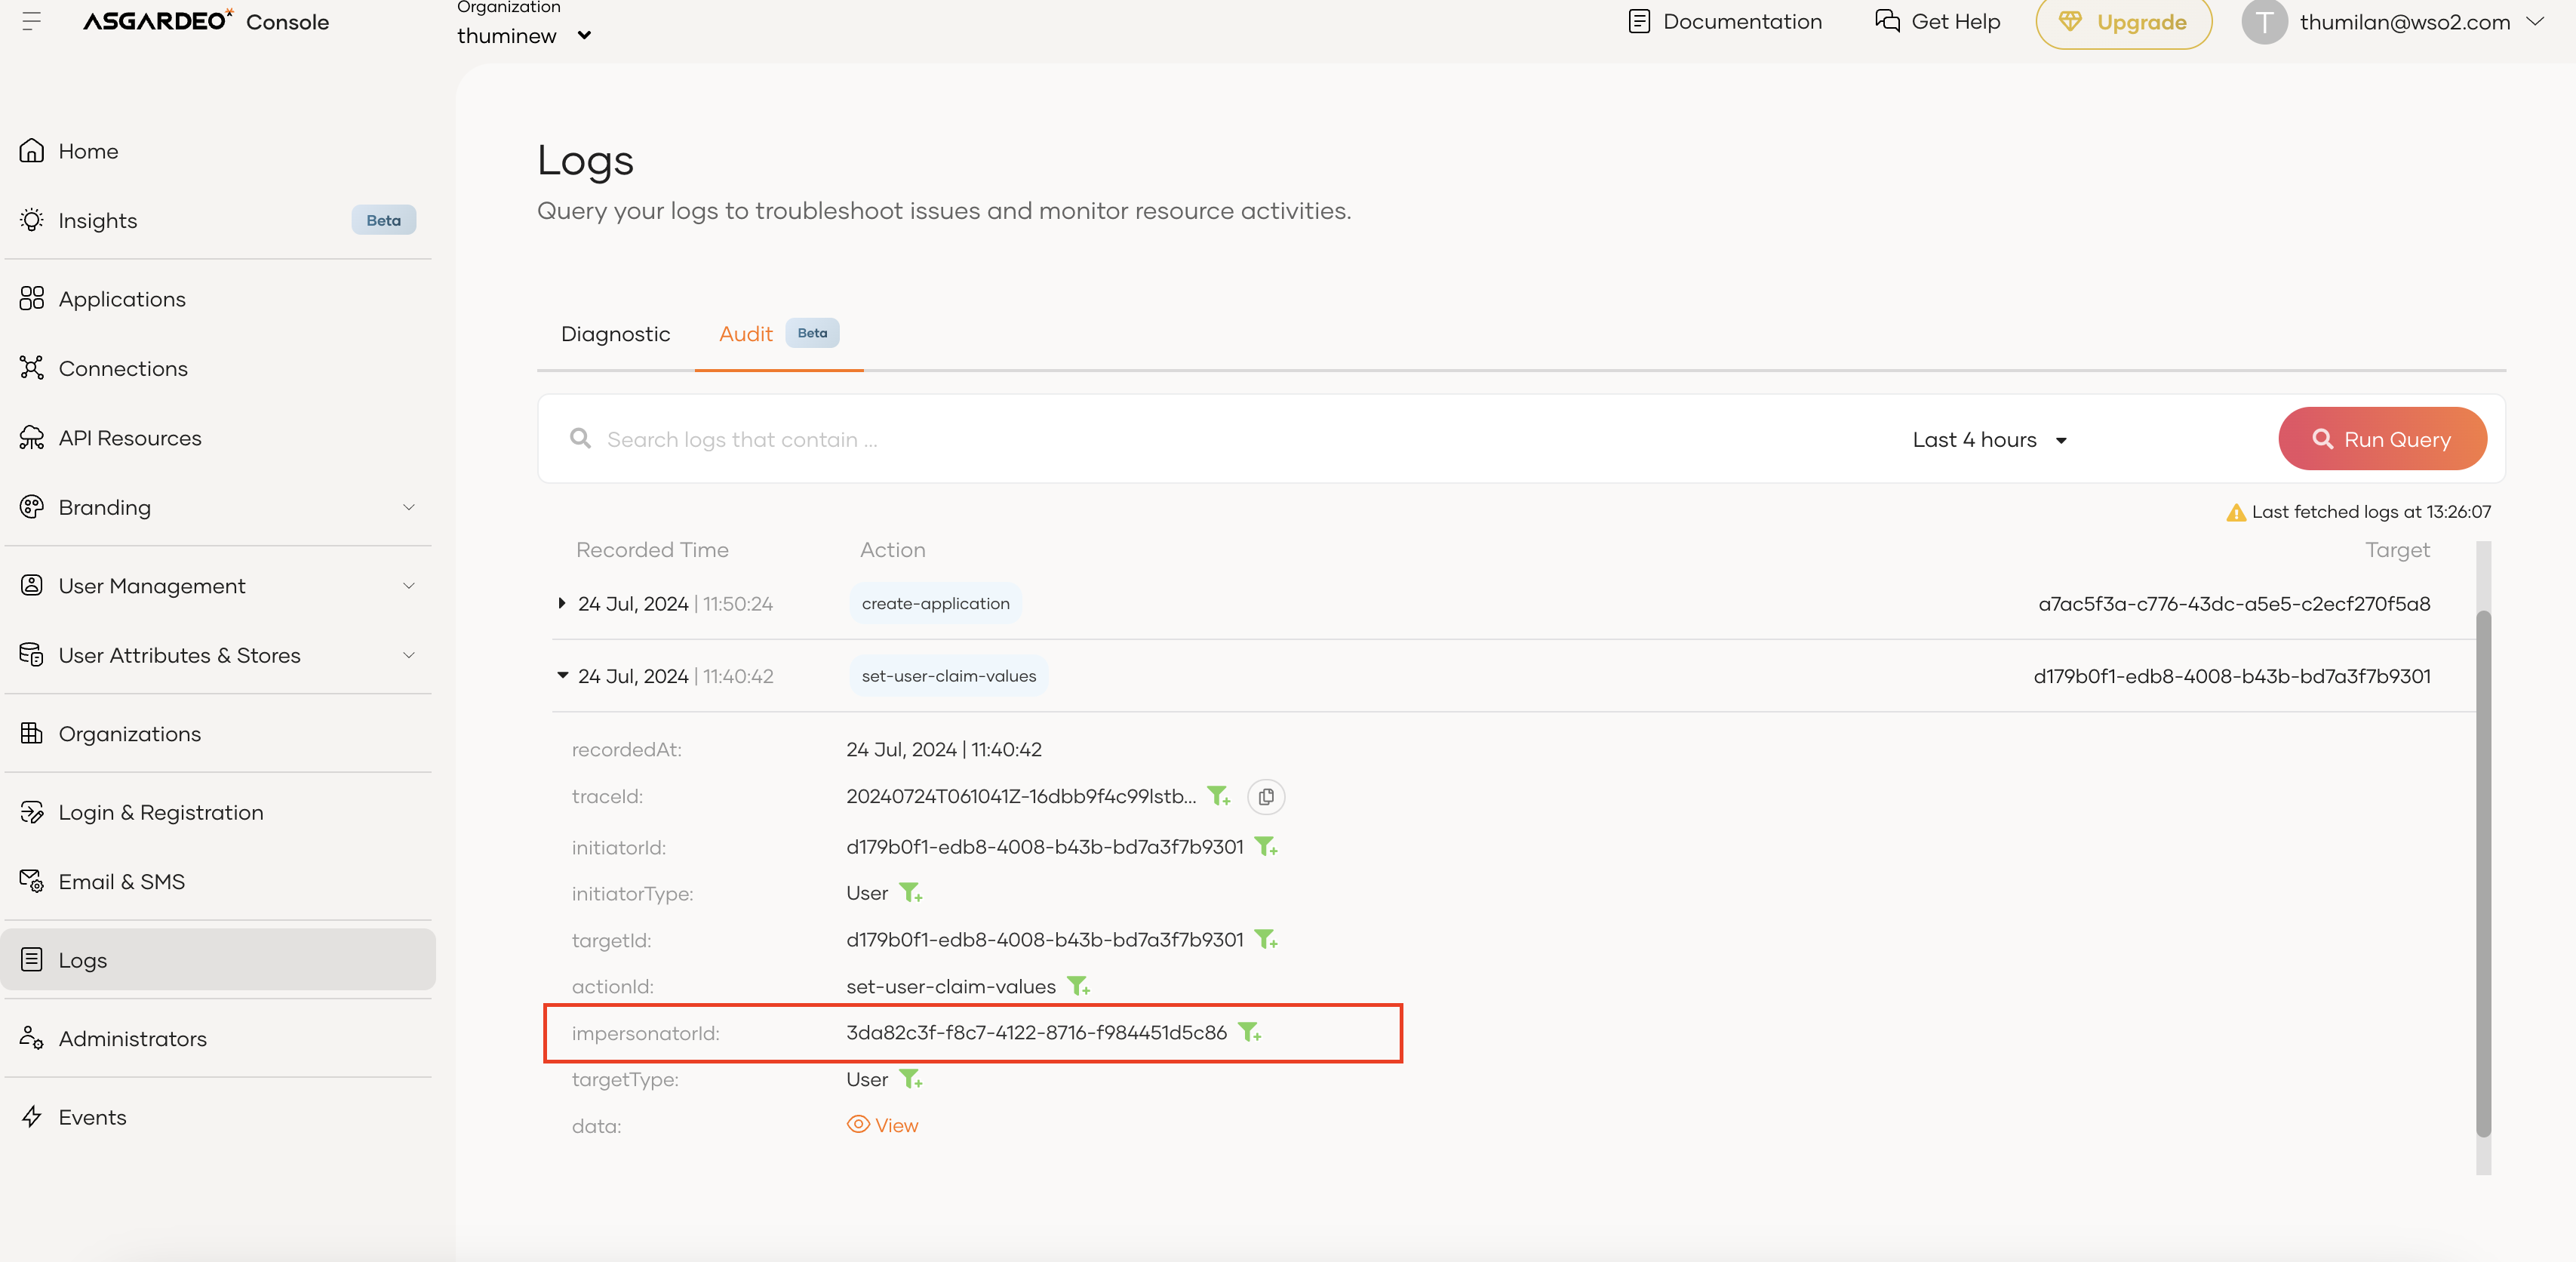 ASGARDEO Console
Organization
thuminew
Documentation
Get Help
Upgrade
T
thumilan@wso2.com
Home
Insights Beta
Applications
Connections
API Resources
Branding
User Management
User Attributes & Stores
Organizations
Login & Registration
Email & SMS
Logs
Administrators
Events
Logs
Query your logs to troubleshoot issues and monitor resource activities.
Diagnostic Audit Beta
Search logs that contain ... Last 4 hours Run Query
Last fetched logs at 13:26:07
Recorded Time Action Target
24 Jul, 2024 | 11:50:24 create-application a7ac5f3a-c776-43dc-a5e5-c2ecf270f5a8
24 Jul, 2024 | 11:40:42 set-user-claim-values d179b0f1-edb8-4008-b43b-bd7a3f7b9301
recordedAt: 24 Jul, 2024 | 11:40:42
traceId: 20240724T061041Z-16dbb9f4c99lstb...
initiatorId: d179b0f1-edb8-4008-b43b-bd7a3f7b9301
initiatorType: User
targetId: d179b0f1-edb8-4008-b43b-bd7a3f7b9301
actionId: set-user-claim-values
impersonatorId: 3da82c3f-f8c7-4122-8716-f984451d5c86
targetType: User
data: View